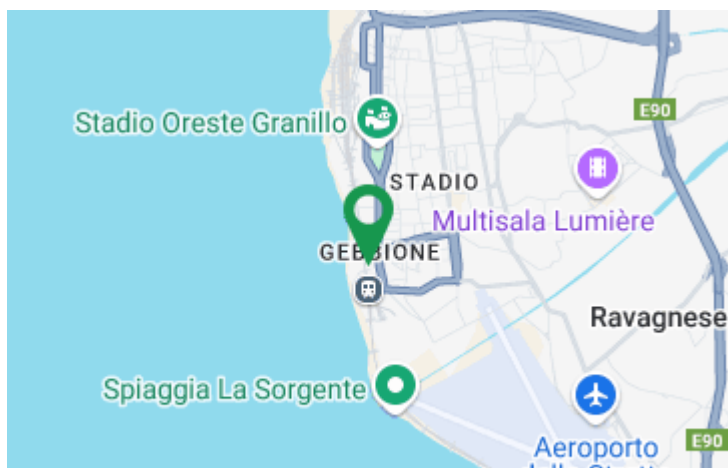 E90
Stadio Oreste Granillo
STADIO
Multisala Lumière
GEBBIONE
Ravagnese
Spiaggia La Sorgente
E90
Aeroporto